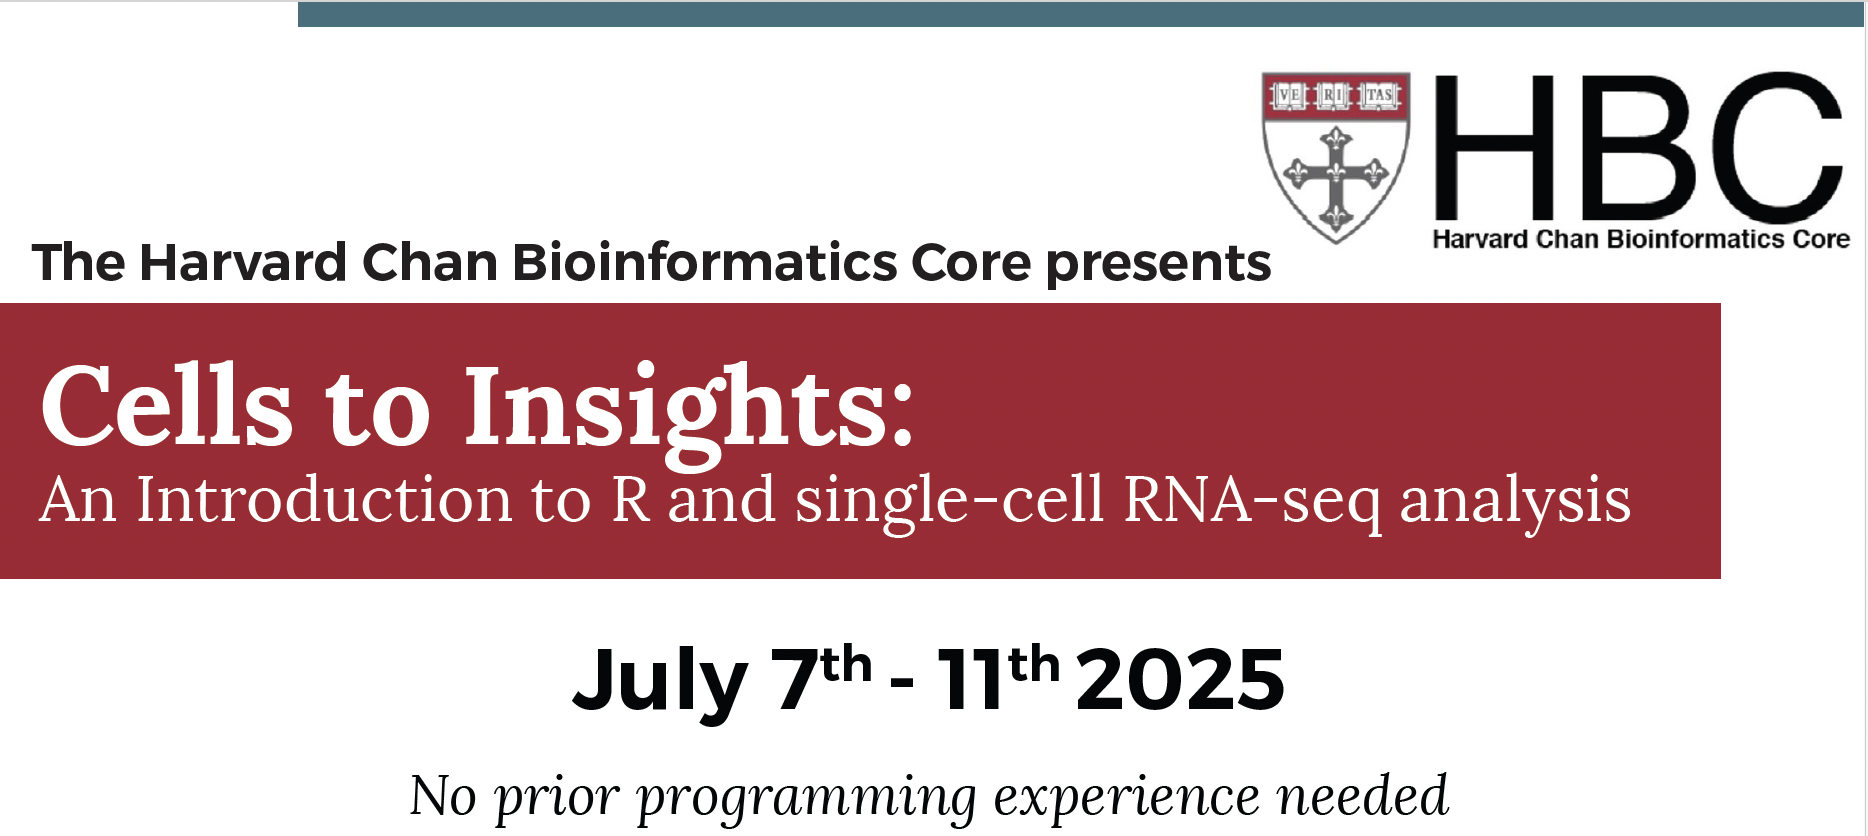 VE RI TAS
HBC
Harvard Chan Bioinformatics Core
The Harvard Chan Bioinformatics Core presents
Cells to Insights:
An Introduction to R and single-cell RNA-seq analysis
July 7th - 11th 2025
No prior programming experience needed